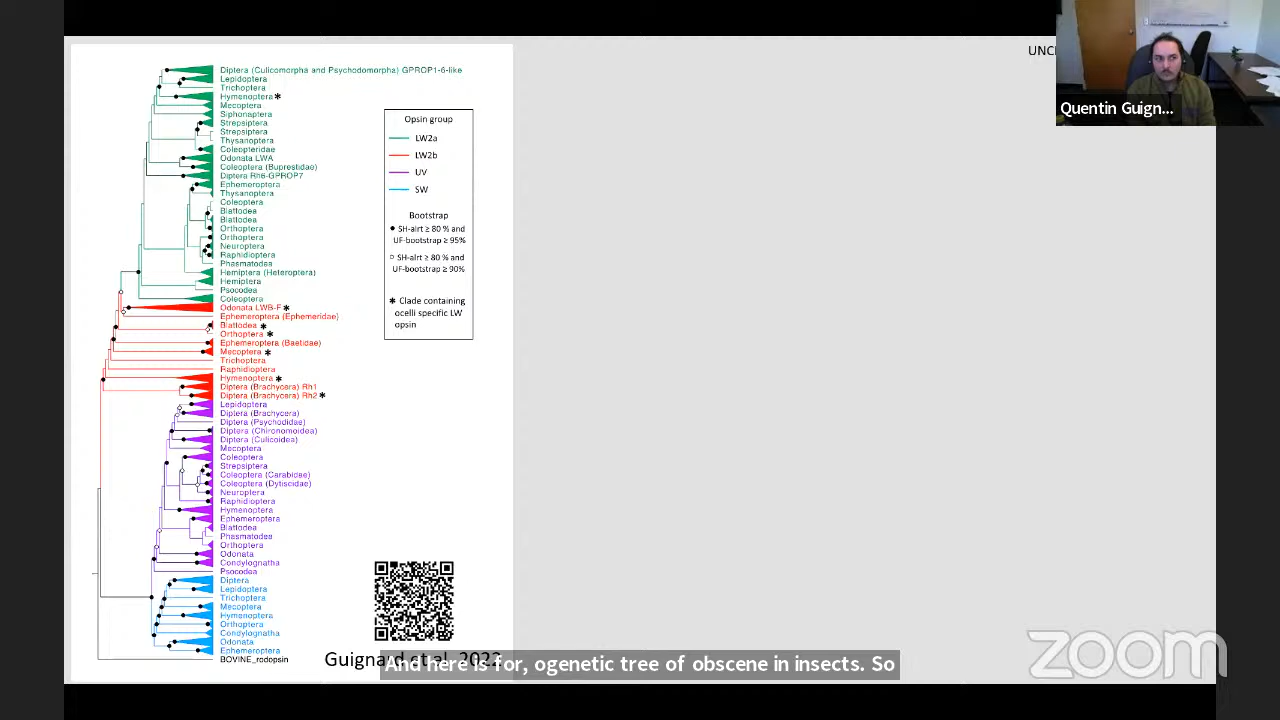 Diptera (Culicomorpha and Psychodomorpha) GPROP1-6-like
Lepidoptera
Trichoptera
Hymenoptera *
Mecoptera
Siphonaptera
Strepsiptera
Strepsiptera
Thysanoptera
Coleopteridae
Odonata LWA
Coleoptera (Buprestidae)
Diptera Rh6-GPROP7
Ephemeroptera
Thysanoptera
Coleoptera
Blattodea
Blattodea
Orthoptera
Orthoptera
Neuroptera
Raphidioptera
Phasmatodea
Hemiptera (Heteroptera)
Hemiptera
Psocodea
Coleoptera
Odonata LWB-F *
Ephemeroptera (Ephemeridae)
Blattodea *
Orthoptera *
Ephemeroptera (Baetidae)
Mecoptera *
Trichoptera
Raphidioptera
Hymenoptera *
Diptera (Brachycera) Rh1
Diptera (Brachycera) Rh2 *
Lepidoptera
Diptera (Brachycera)
Diptera (Psychodidae)
Diptera (Chironomoidea)
Diptera (Culicoidea)
Mecoptera
Coleoptera
Strepsiptera
Coleoptera (Carabidae)
Coleoptera (Dytiscidae)
Neuroptera
Raphidioptera
Hymenoptera
Ephemeroptera
Blattodea
Phasmatodea
Orthoptera
Odonata
Condylognatha
Psocodea
Diptera
Lepidoptera
Trichoptera
Mecoptera
Hymenoptera
Orthoptera
Condylognatha
Odonata
Ephemeroptera
BOVINE_rodopsin
Opsin group
LW2a
LW2b
UV
SW
Bootstrap
SH-alrt ≥ 80 % and
UF-bootstrap ≥ 95%
SH-alrt ≥ 80 % and
UF-bootstrap ≥ 90%
* Clade containing
ocelli specific LW
opsin
Guignard et al. 2022
And here is for, ogenetic tree of obscene in insects. So
UNCL
Quentin Guign...
zoom